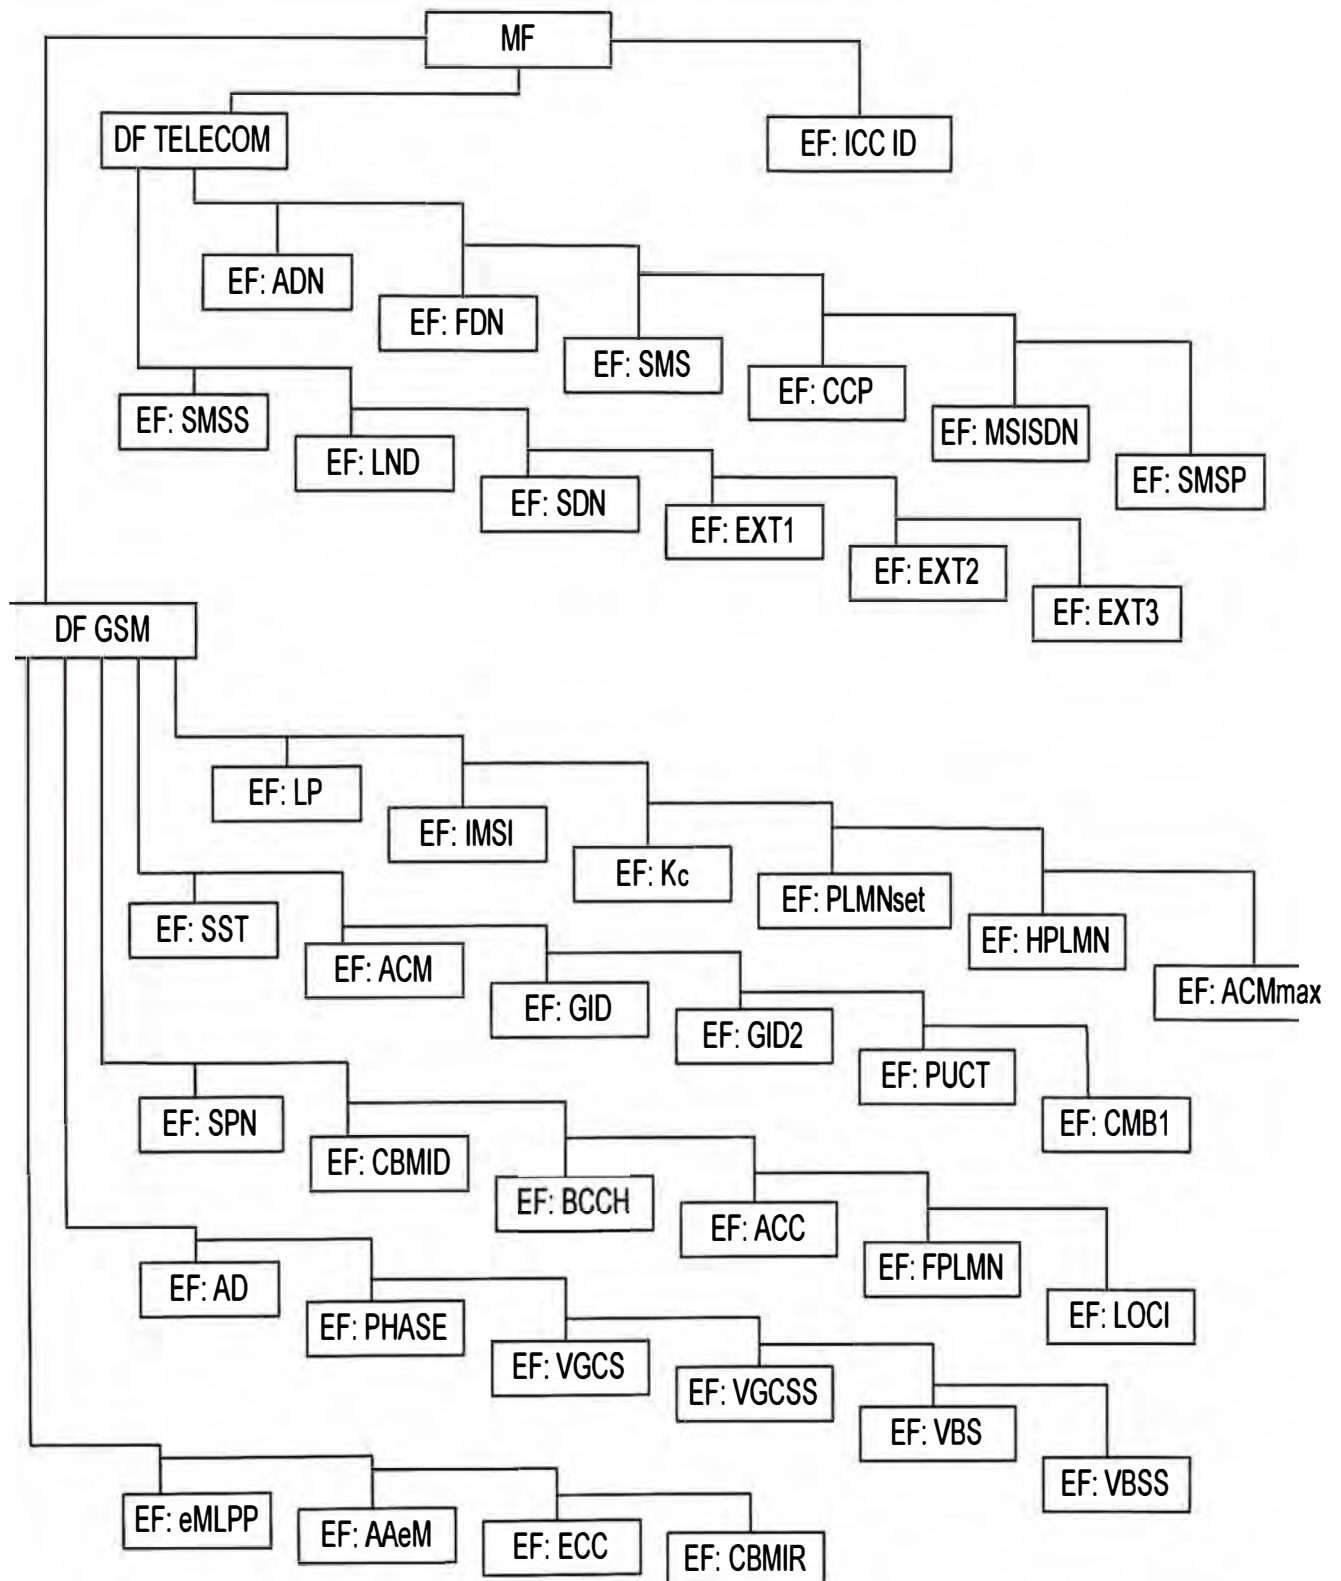 MF
DF TELECOM
EF: ICC ID
EF: ADN
EF: FDN
EF: SMS
EF: CCP
EF: MSISDN
EF: SMSP
EF: SMSS
EF: LND
EF: SDN
EF: EXT1
EF: EXT2
EF: EXT3
DF GSM
EF: LP
EF: IMSI
EF: Kc
EF: PLMNset
EF: HPLMN
EF: ACMmax
EF: SST
EF: ACM
EF: GID
EF: GID2
EF: PUCT
EF: CMB1
EF: SPN
EF: CBMID
EF: BCCH
EF: ACC
EF: FPLMN
EF: LOCI
EF: AD
EF: PHASE
EF: VGCS
EF: VGCSS
EF: VBS
EF: VBSS
EF: eMLPP
EF: AAeM
EF: ECC
EF: CBMIR